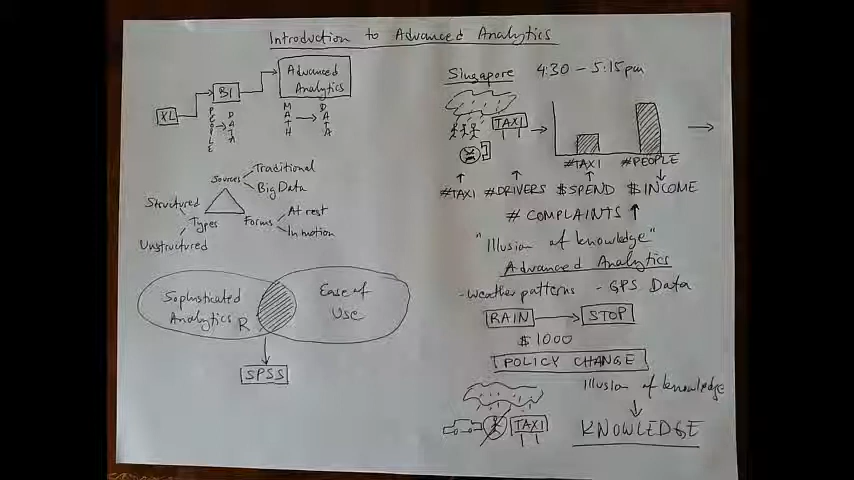 Introduction to Advanced Analytics
XL
BI
Advanced
Analytics
PEOPLE
DATA
MATH
DATA
Sources
Traditional
Big Data
Structured
Types
Unstructured
Forms
At rest
In motion
Sophisticated
Analytics R
Ease of
Use
SPSS
Singapore 4:30 - 5:15pm
TAXI
#TAXI #PEOPLE
#TAXI #DRIVERS $SPEND $INCOME
# COMPLAINTS
"Illusion of knowledge"
Advanced Analytics
-weather patterns - GPS Data
RAIN STOP
$1000
POLICY CHANGE
Illusion of knowledge
TAXI
KNOWLEDGE